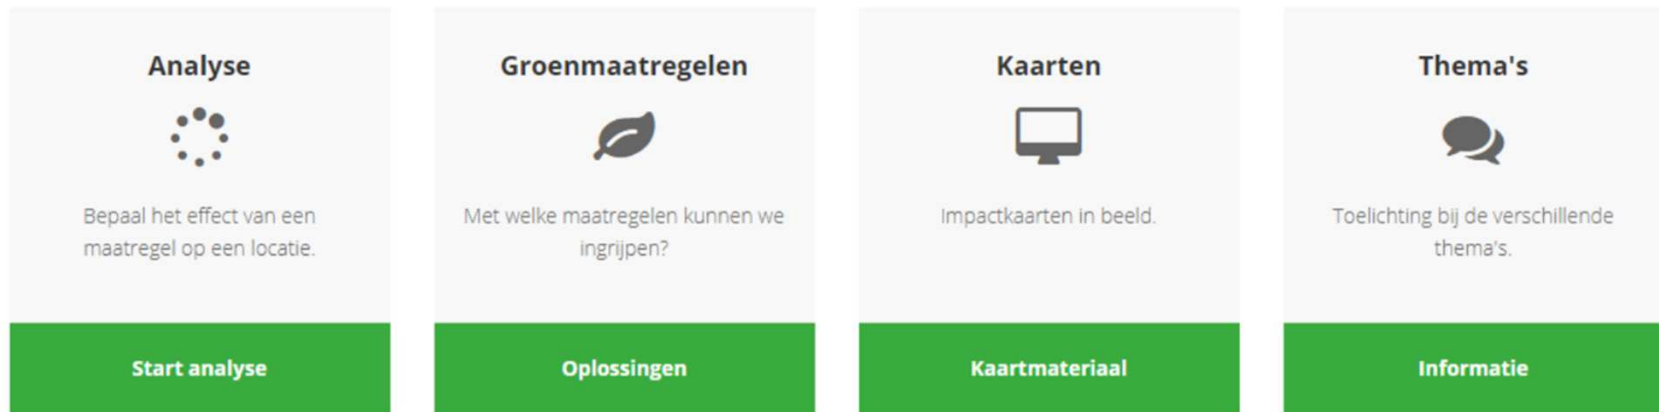 Analyse
Bepaal het effect van een
maatregel op een locatie.
Start analyse
Groenmaatregelen
Met welke maatregelen kunnen we
ingrijpen?
Oplossingen
Kaarten
Impactkaarten in beeld.
Kaartmateriaal
Thema's
Toelichting bij de verschillende
thema's.
Informatie